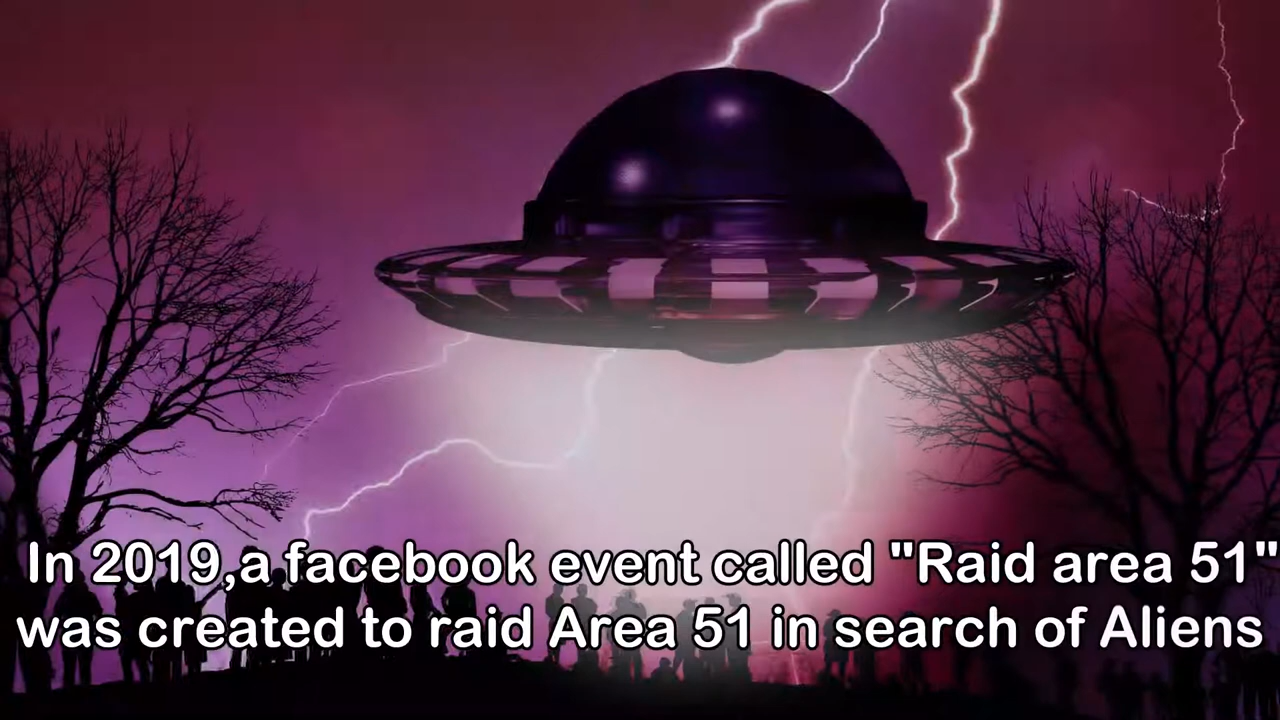 In 2019,a facebook event called "Raid area 51"
was created to raid Area 51 in search of Aliens